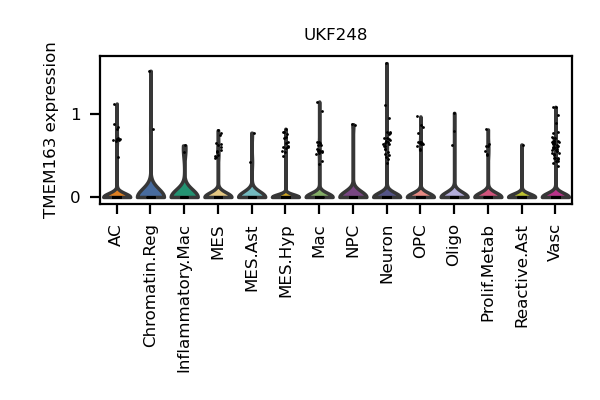 UKF248
TMEM163 expression
1
0
AC
Chromatin.Reg
Inflammatory.Mac
MES
MES.Ast
MES.Hyp
Mac
NPC
Neuron
OPC
Oligo
Prolif.Metab
Reactive.Ast
Vasc